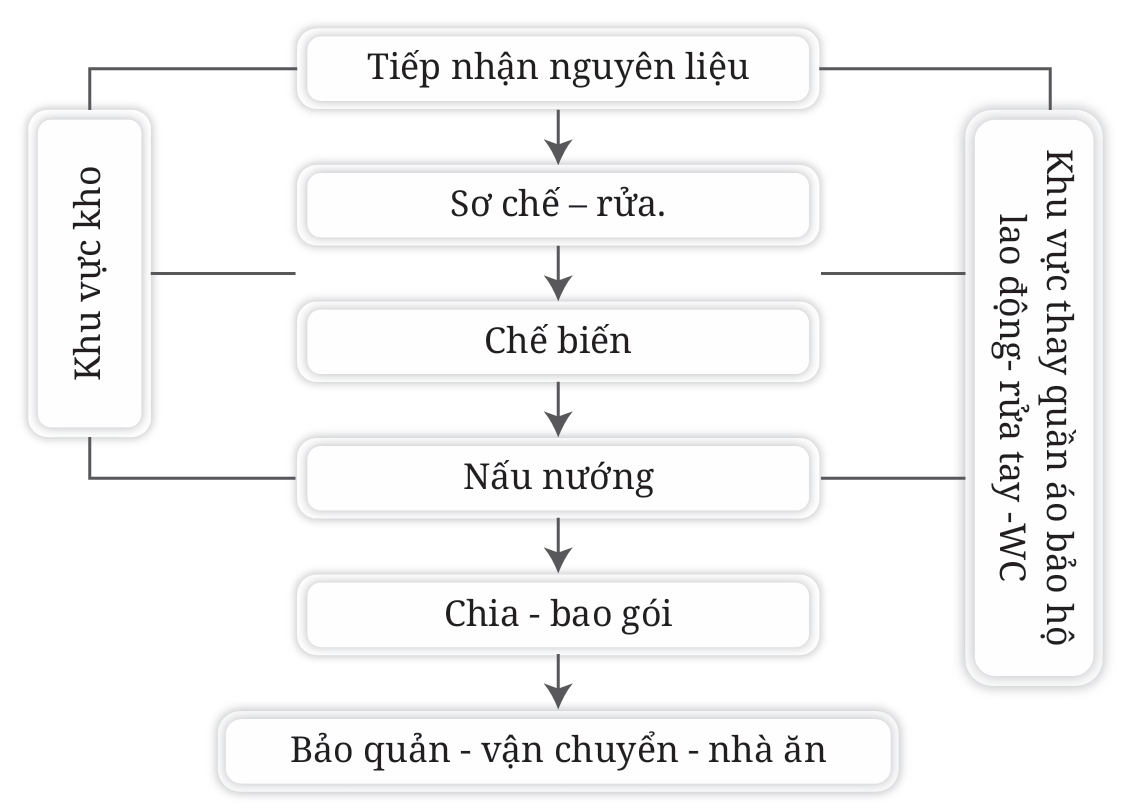 Tiếp nhận nguyên liệu
Khu vực kho
Khu vực thay quần áo bảo hộ
lao động- rửa tay -WC
Sơ chế – rửa.
Chế biến
Nấu nướng
Chia - bao gói
Bảo quản - vận chuyển - nhà ăn